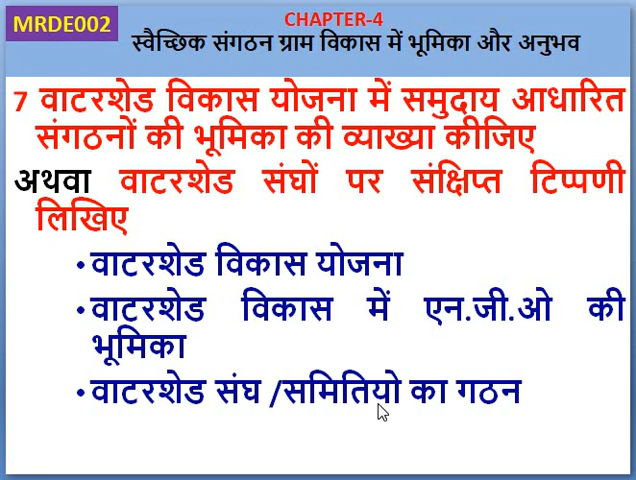 MRDE002
CHAPTER-4
स्वैच्छिक संगठन ग्राम विकास में भूमिका और अनुभव
7 वाटरशेड विकास योजना में समुदाय आधारित
संगठनों की भूमिका की व्याख्या कीजिए
अथवा वाटरशेड संघों पर संक्षिप्त टिप्पणी
लिखिए
• वाटरशेड विकास योजना
• वाटरशेड विकास में एन.जी.ओ की
भूमिका
• वाटरशेड संघ /समितियो का गठन